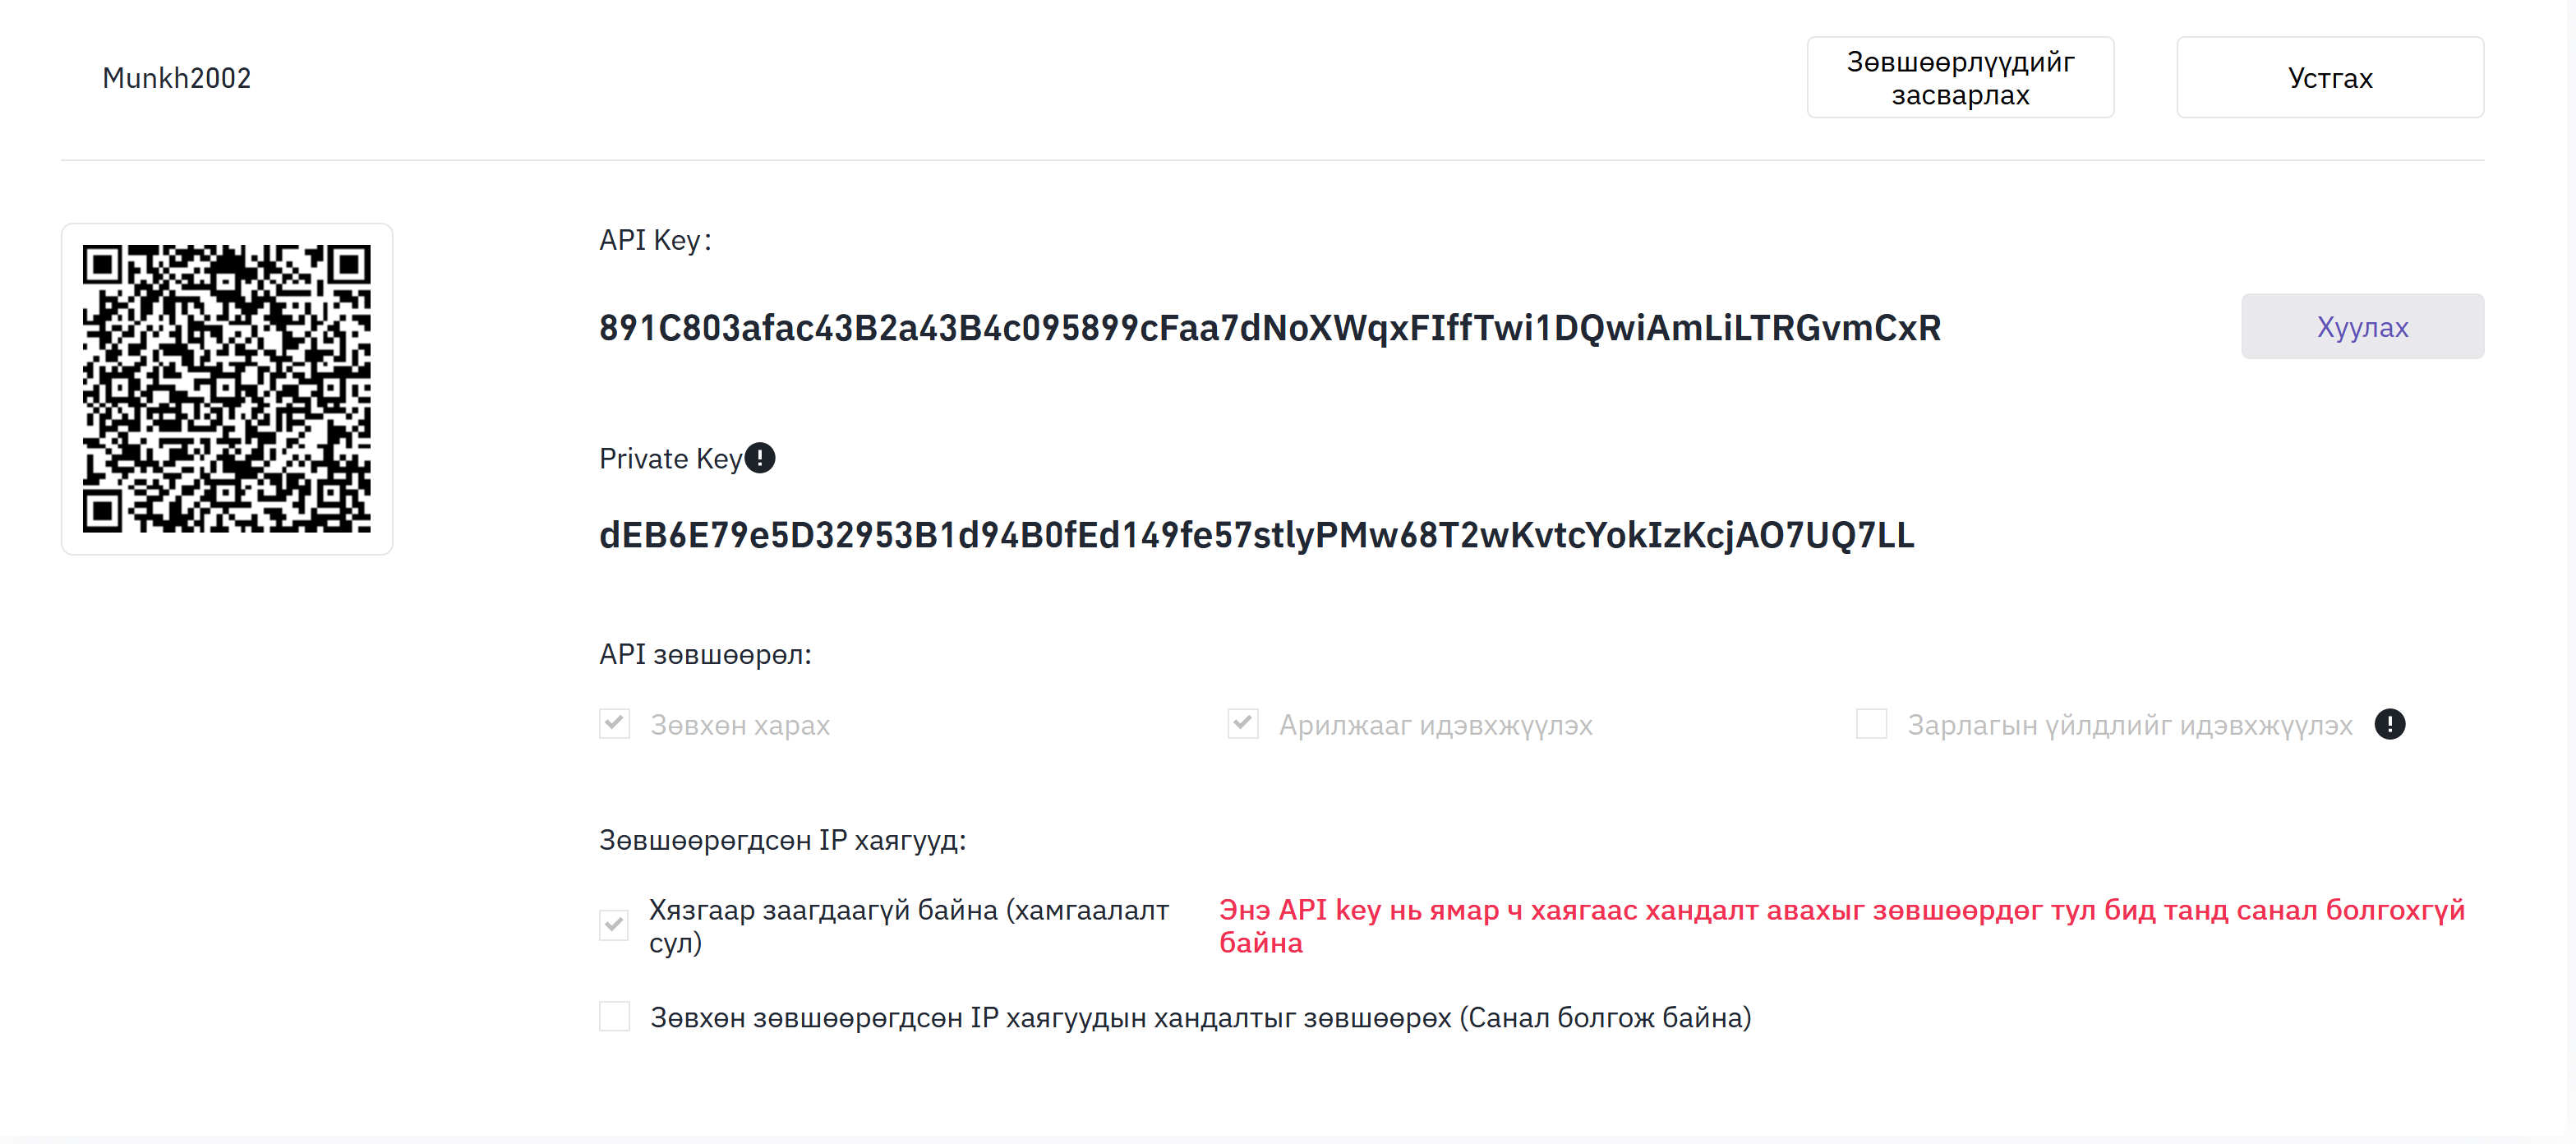 Munkh2002
Зөвшөөрлүүдийг
засварлах
Устгах
API Key:
891C803afac43B2a43B4c095899cFaa7dNoXWqxFIffTwi1DQwiAmLiLTRGvmCxR
Хуулах
Private Key
dEB6E79e5D32953B1d94B0fEd149fe57stlyPMw68T2wKvtcYokIzKcjAO7UQ7LL
API зөвшөөрөл:
Зөвхөн харах
Арилжааг идэвхжүүлэх
Зарлагын үйлдлийг идэвхжүүлэх
Зөвшөөрөгдсөн IP хаягууд:
Хязгаар заагдаагүй байна (хамгаалалт
сул)
Энэ API key нь ямар ч хаягаас хандалт авахыг зөвшөөрдөг тул бид танд санал болгохгүй
байна
Зөвхөн зөвшөөрөгдсөн IP хаягуудын хандалтыг зөвшөөрөх (Санал болгож байна)